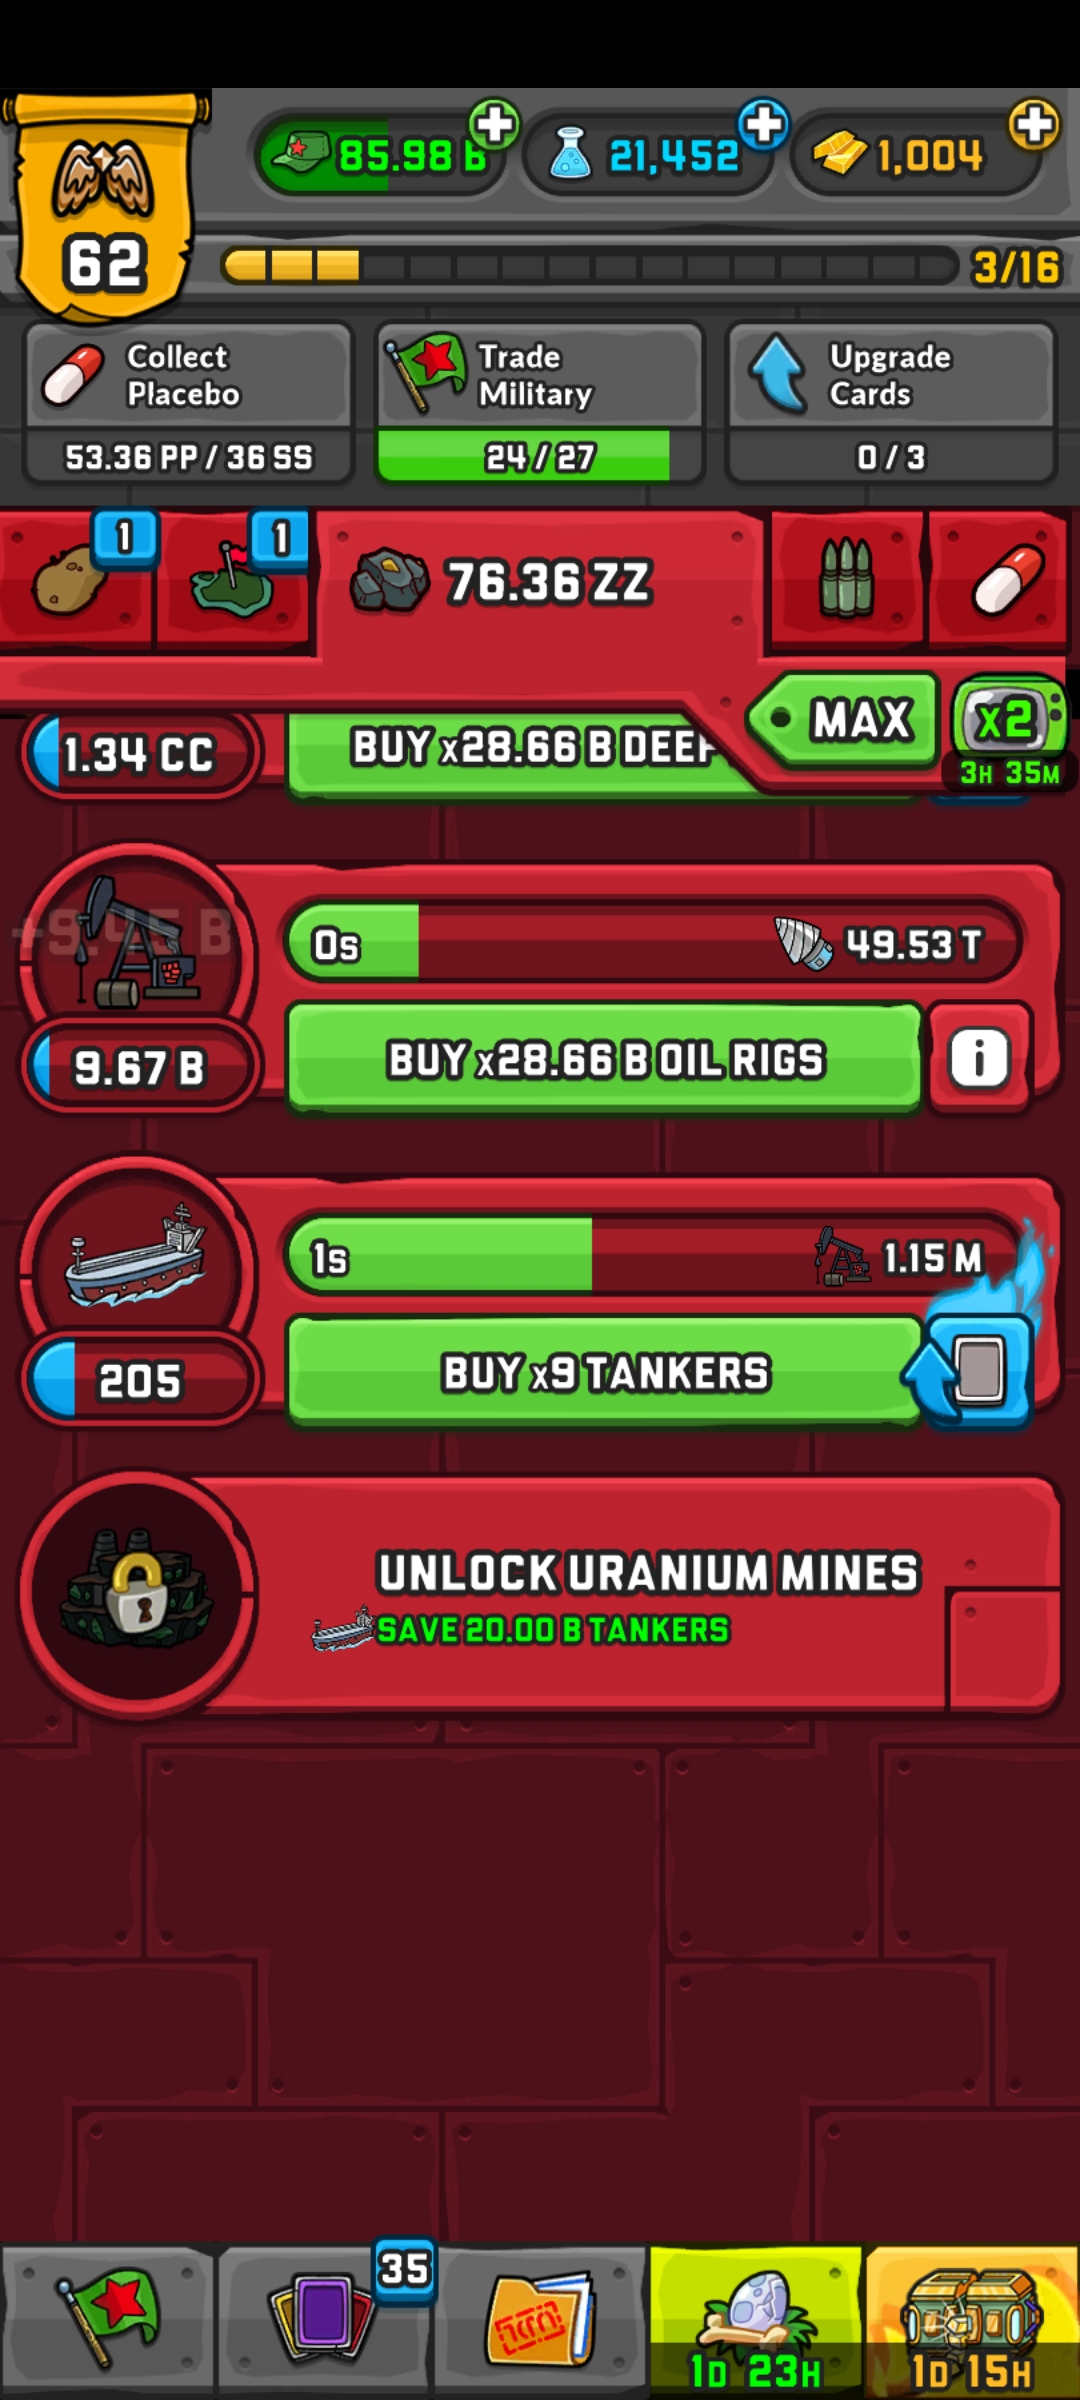 85.98 B
21,452
1,004
62
3/16
Collect
Placebo
53.36 PP / 36 SS
Trade
Military
24 / 27
Upgrade
Cards
0 / 3
1
1
76.36 ZZ
MAX
x2
3H 35M
1.34 CC
BUY x28.66 B DEEP
+9.45 B
0s
49.53 T
9.67 B
BUY x28.66 B OIL RIGS
i
1s
1.15 M
205
BUY x9 TANKERS
UNLOCK URANIUM MINES
SAVE 20.00 B TANKERS
35
1D 23H
1D 15H